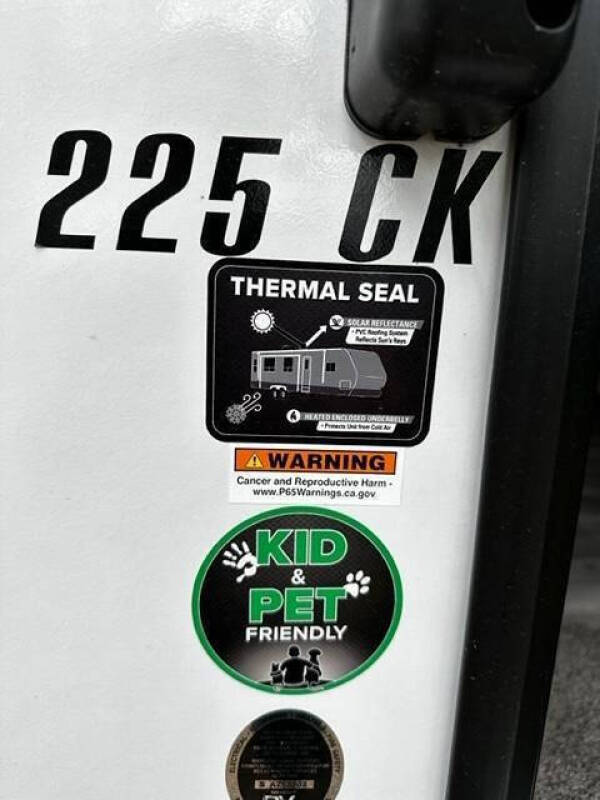 225 CK
THERMAL SEAL
SOLAR REFLECTANCE
• PVC Roofing System
Reflects Sun's Rays
HEATED ENCLOSED UNDERBELLY
• Protects Unit from Cold Air
WARNING
Cancer and Reproductive Harm -
www.P65Warnings.ca.gov
KID
&
PET
FRIENDLY